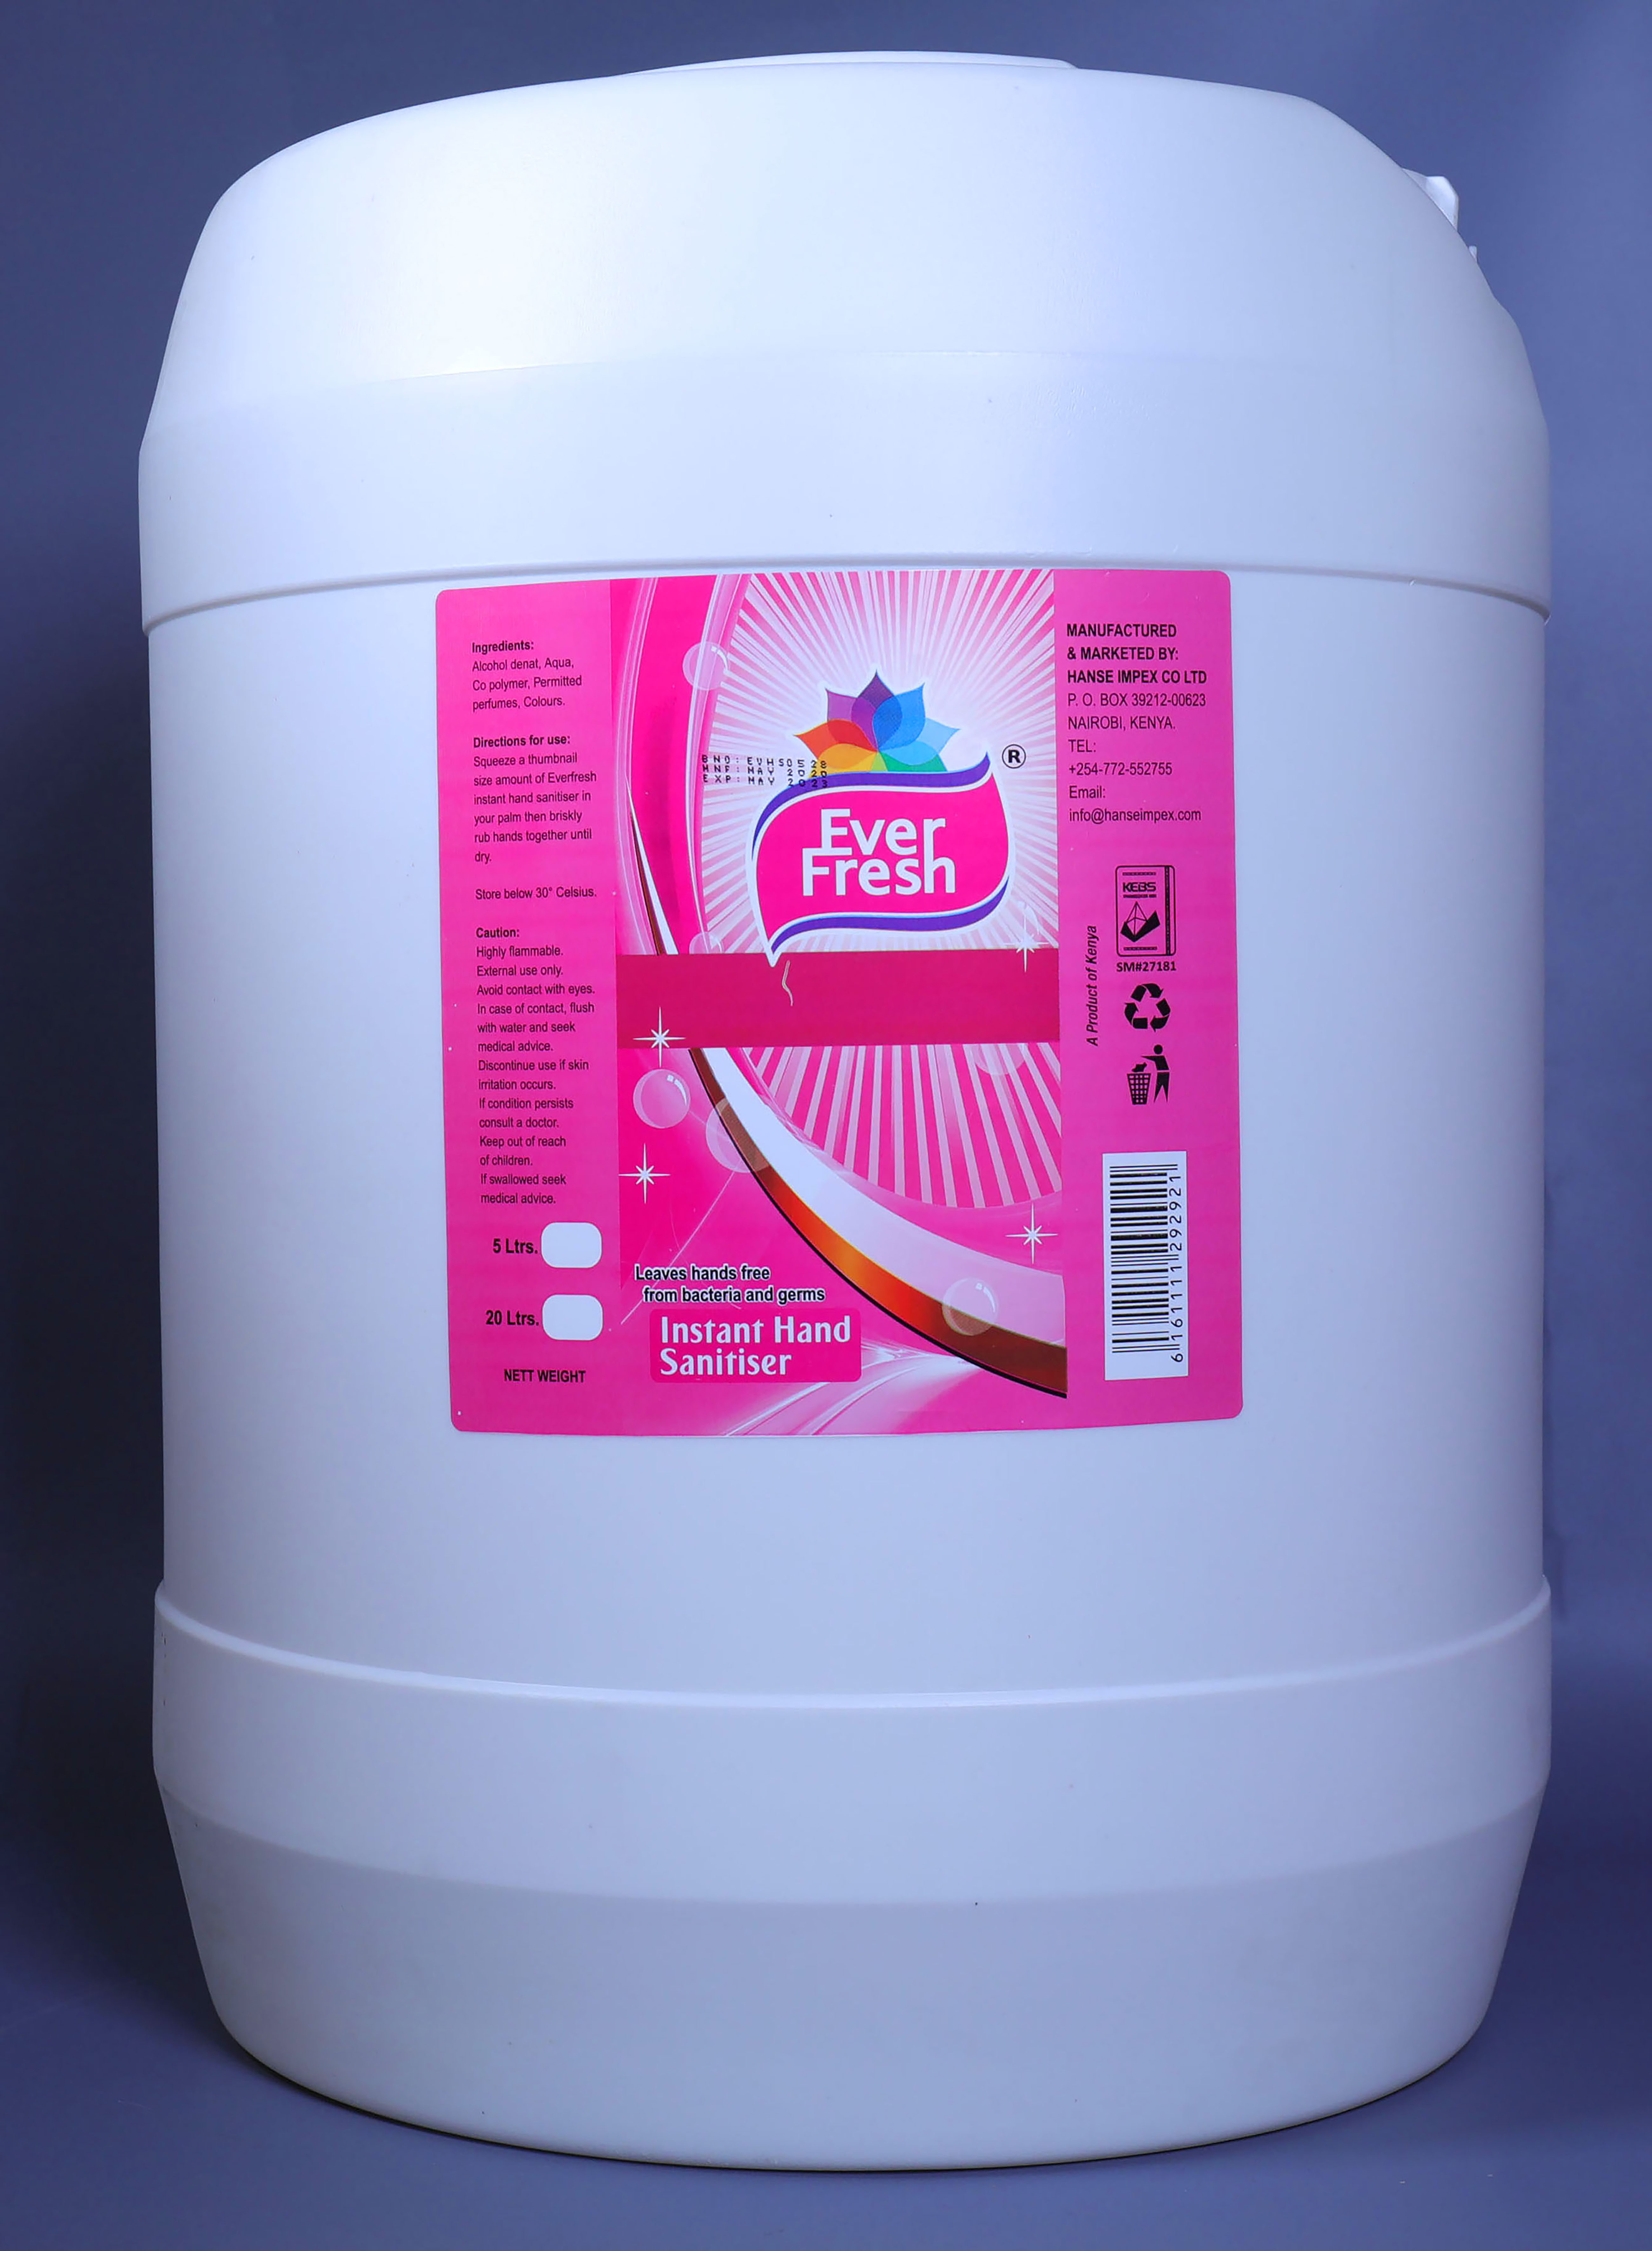 Ingredients:
Alcohol denat, Aqua,
Co polymer, Permitted
perfumes, Colours.
Directions for use:
Squeeze a thumbnail
size amount of Everfresh
instant hand sanitiser in
your palm then briskly
rub hands together until
dry.
Store below 30° Celsius.
Caution:
Highly flammable.
External use only.
Avoid contact with eyes.
In case of contact, flush
with water and seek
medical advice.
Discontinue use if skin
irritation occurs.
If condition persists
consult a doctor.
Keep out of reach
of children.
If swallowed seek
medical advice.
5 Ltrs.
20 Ltrs.
NETT WEIGHT
BNO: EVHS0528
MNF: MAY
EXP: MAY 2023
®
Ever
Fresh
Leaves hands free
from bacteria and germs
Instant Hand
Sanitiser
MANUFACTURED
& MARKETED BY:
HANSE IMPEX CO LTD
P. O. BOX 39212-00623
NAIROBI, KENYA.
TEL:
+254-772-552755
Email:
info@hanseimpex.com
KEBS
SM#27181
A Product of Kenya
6161111292921